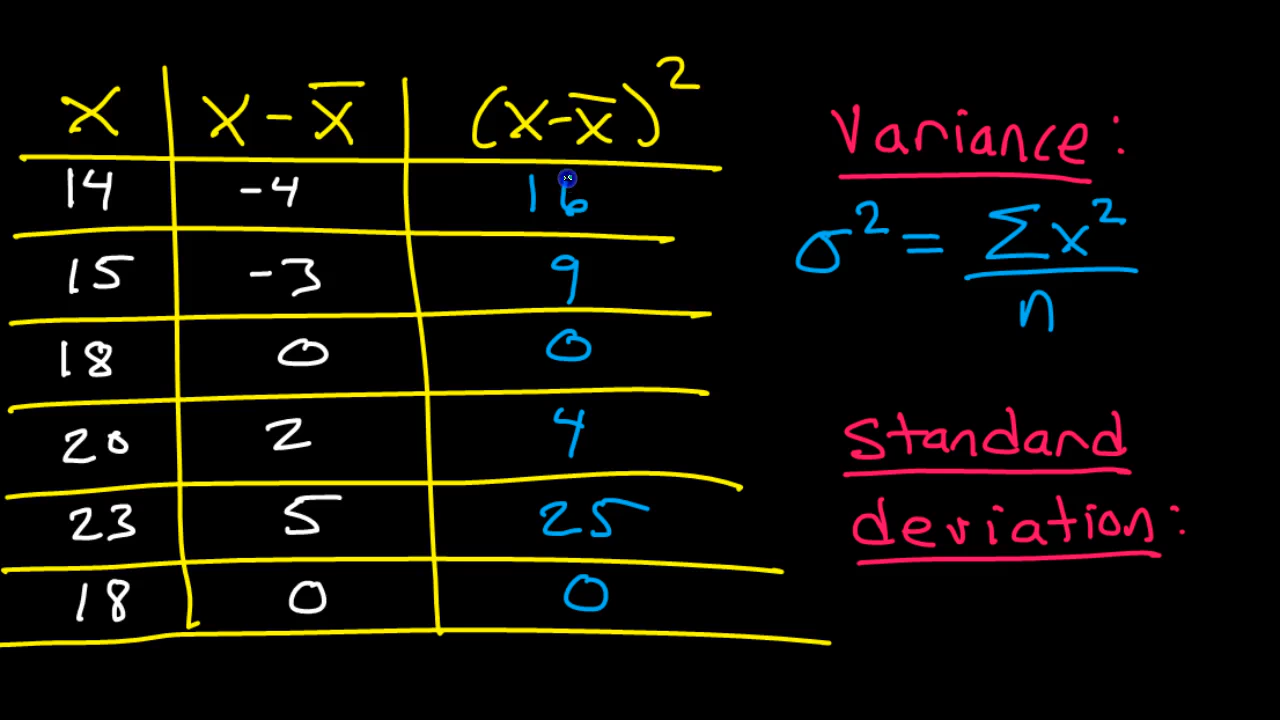 x x - x̄ (x-x̄)²
14 -4 16
15 -3 9
18 0 0
20 2 4
23 5 25
18 0 0
Variance:
σ² = Σx² / n
Standard
deviation: